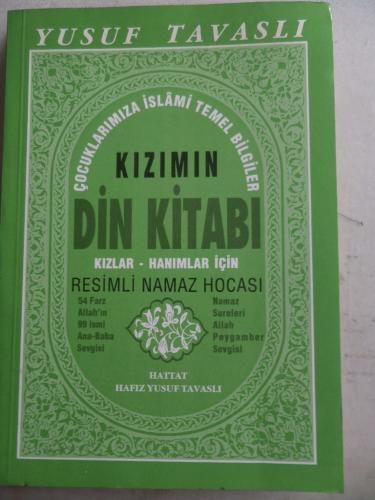 YUSUF TAVASLI
ÇOCUKLARIMIZA İSLÂMİ TEMEL BİLGİLER
KIZIMIN
DİN KİTABI
KIZLAR - HANIMLAR İÇİN
RESİMLİ NAMAZ HOCASI
54 Farz
Allah'ın
99 ismi
Ana-Baba
Sevgisi
Namaz
Sureleri
Allah
Peygamber
Sevgisi
HATTAT
HAFIZ YUSUF TAVASLI